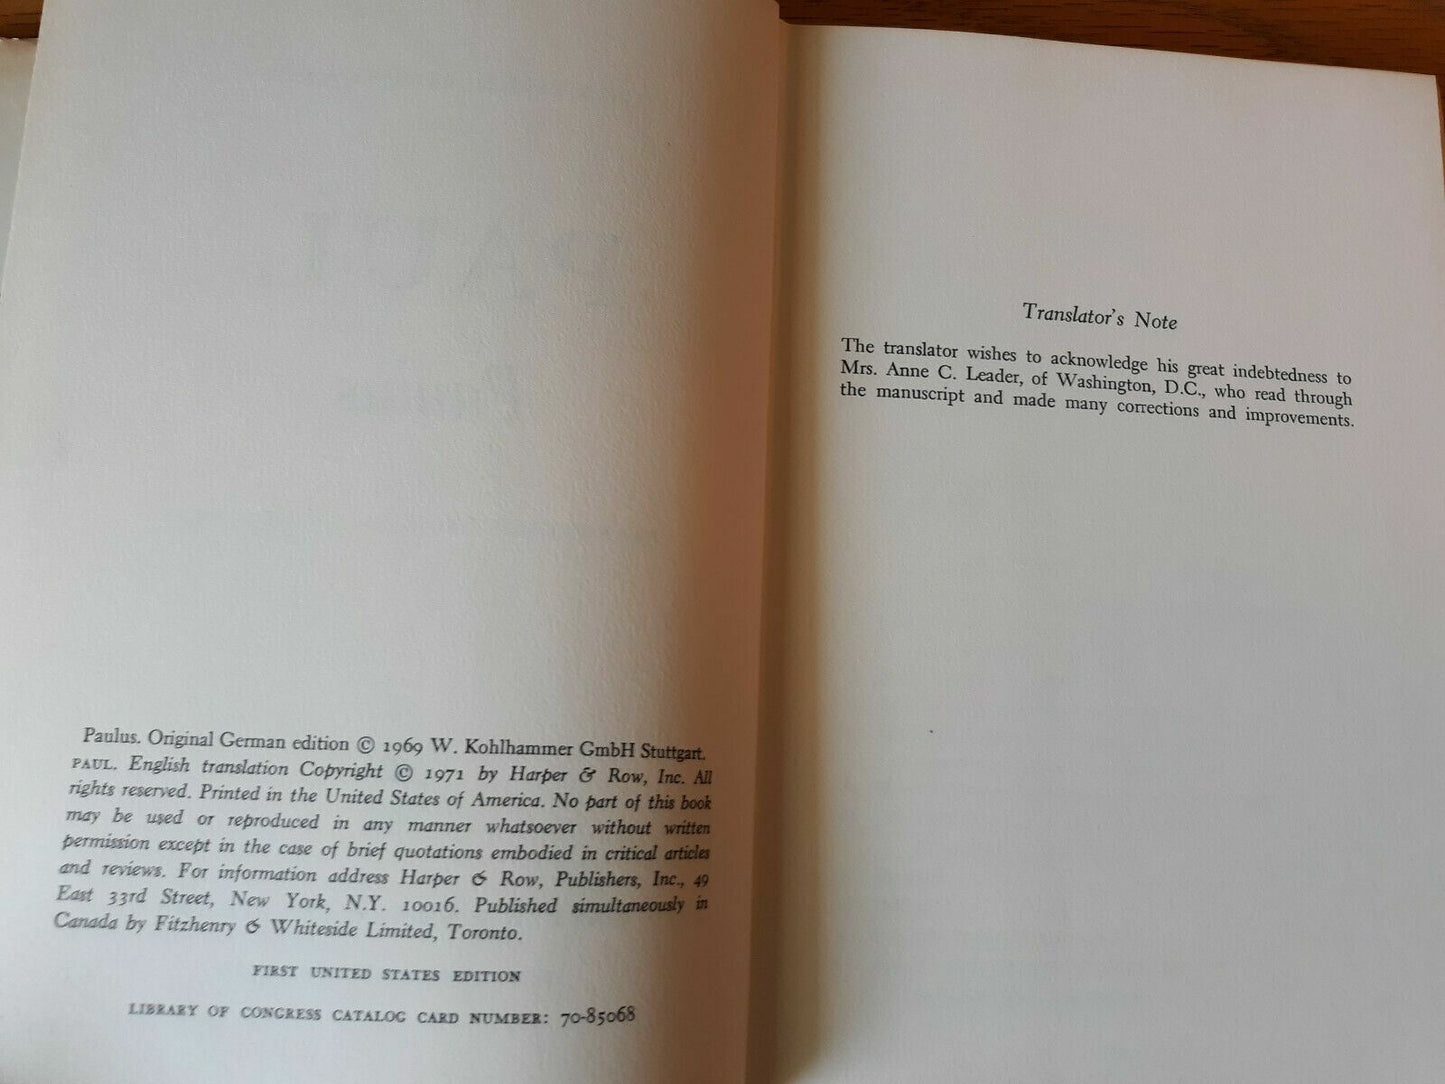 Paulus. Original German edition © 1969 W. Kohlhammer GmbH Stuttgart.
PAUL. English translation Copyright © 1971 by Harper & Row, Inc. All
rights reserved. Printed in the United States of America. No part of this book
may be used or reproduced in any manner whatsoever without written
permission except in the case of brief quotations embodied in critical articles
and reviews. For information address Harper & Row, Publishers, Inc., 49
East 33rd Street, New York, N.Y. 10016. Published simultaneously in
Canada by Fitzhenry & Whiteside Limited, Toronto.
FIRST UNITED STATES EDITION
LIBRARY OF CONGRESS CATALOG CARD NUMBER: 70-85068
Translator's Note
The translator wishes to acknowledge his great indebtedness to
Mrs. Anne C. Leader, of Washington, D.C., who read through
the manuscript and made many corrections and improvements.